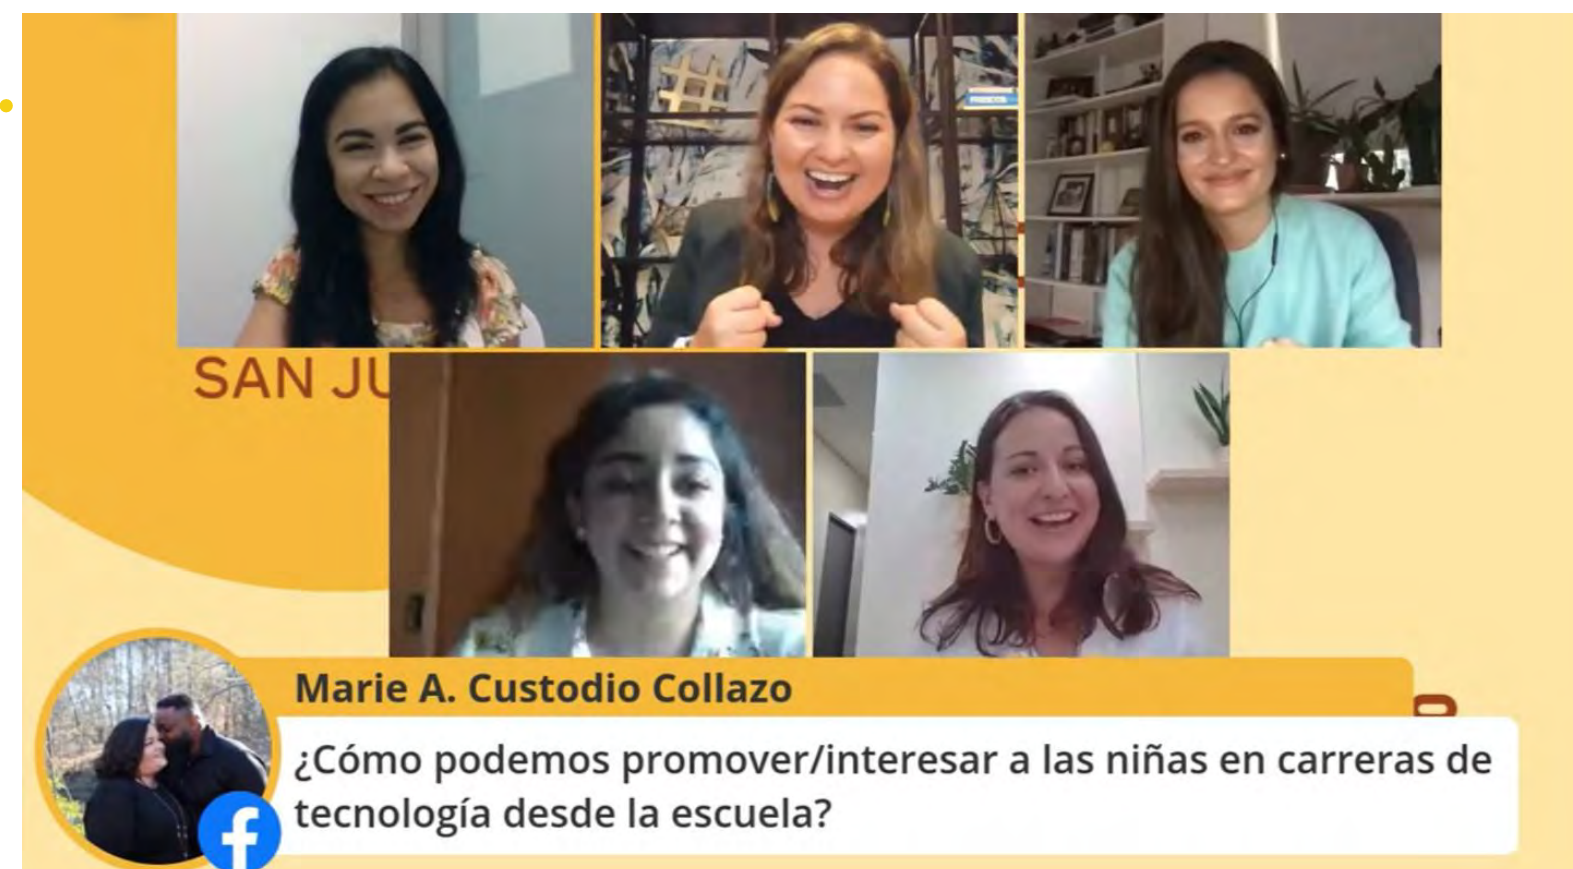 SAN JU
Marie A. Custodio Collazo
¿Cómo podemos promover/interesar a las niñas en carreras de
tecnología desde la escuela?